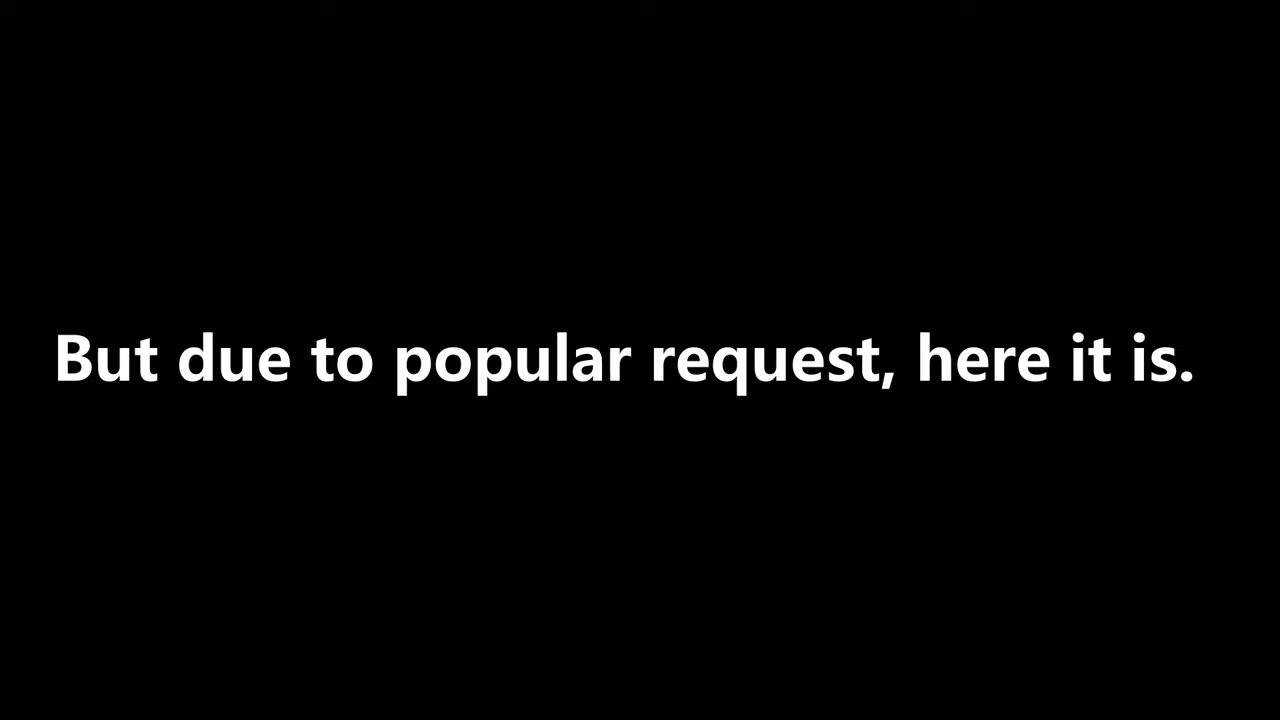 But due to popular request, here it is.